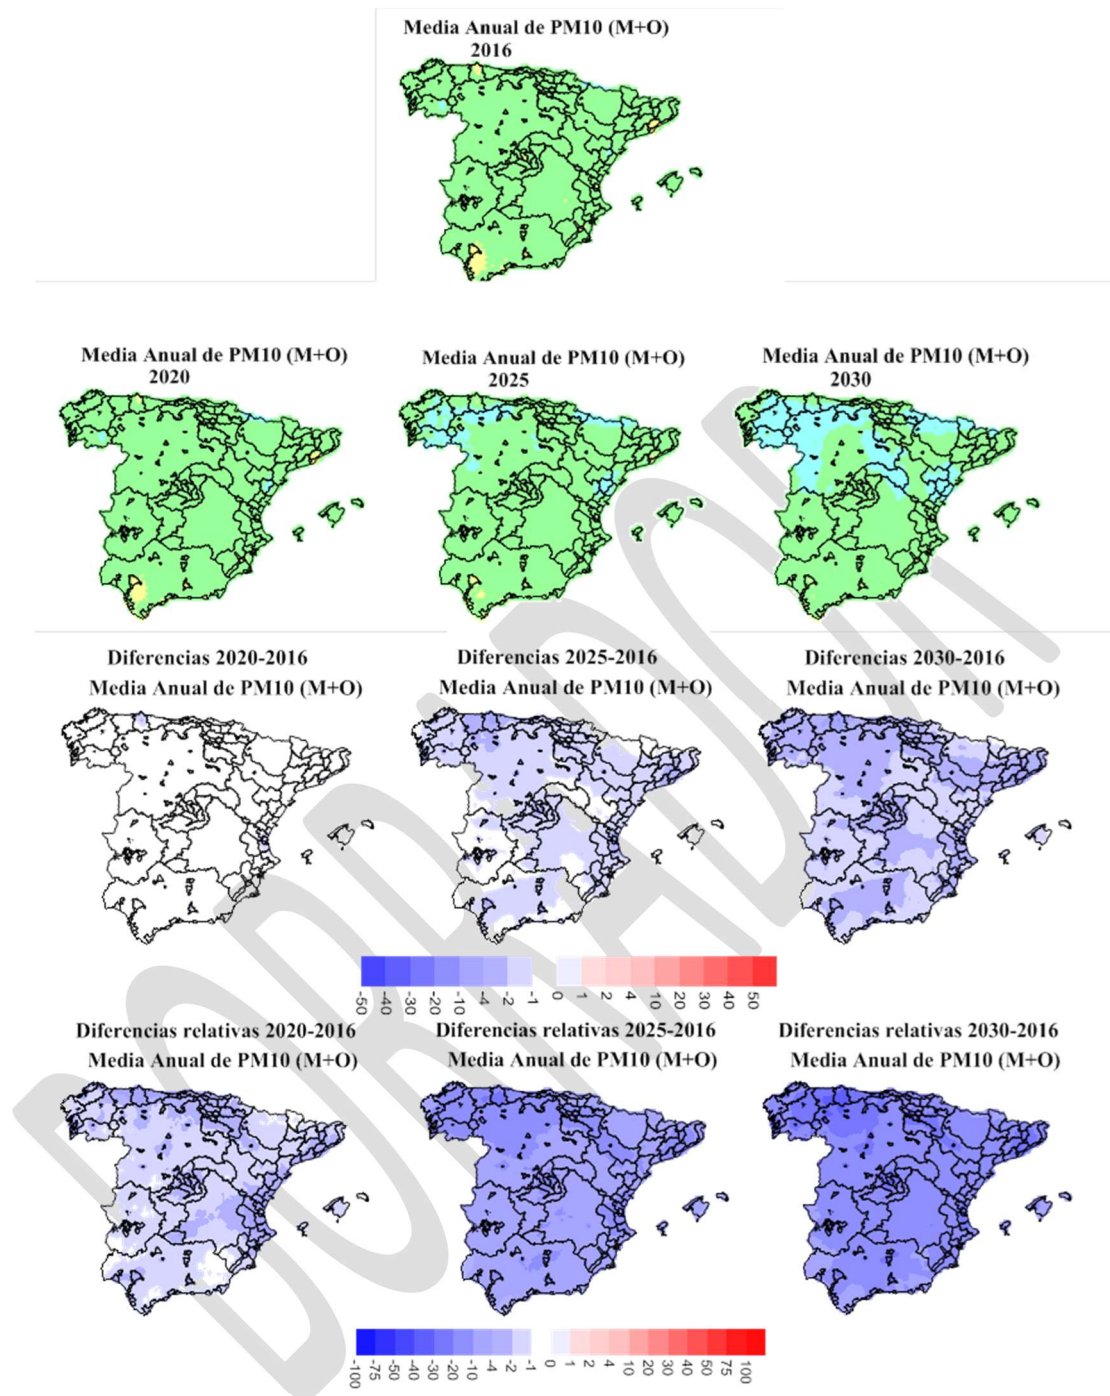 Media Anual de PM10 (M+O)
2016
Media Anual de PM10 (M+O)
2020
Media Anual de PM10 (M+O)
2025
Media Anual de PM10 (M+O)
2030
Diferencias 2020-2016
Media Anual de PM10 (M+O)
Diferencias 2025-2016
Media Anual de PM10 (M+O)
Diferencias 2030-2016
Media Anual de PM10 (M+O)
-50 -40 -30 -20 -10 -4 -2 -1 0 1 2 4 10 20 30 40 50
Diferencias relativas 2020-2016
Media Anual de PM10 (M+O)
Diferencias relativas 2025-2016
Media Anual de PM10 (M+O)
Diferencias relativas 2030-2016
Media Anual de PM10 (M+O)
-100 -75 -50 -40 -30 -20 -10 -4 -2 -1 0 1 2 4 10 20 30 40 50 75 100
BORRADOR